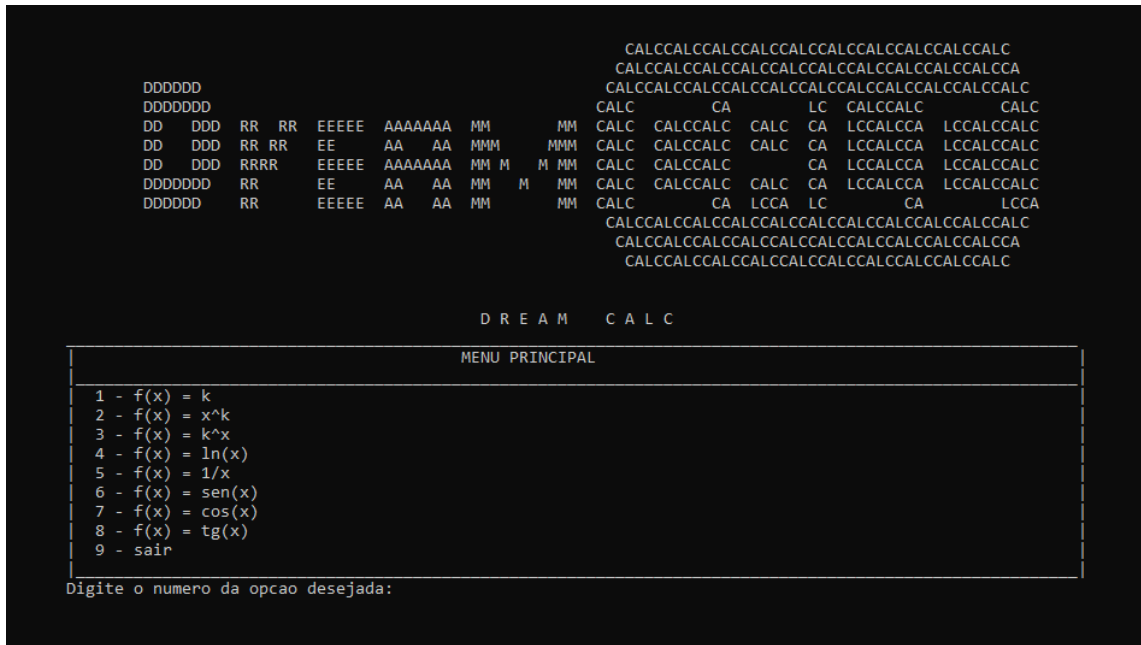 CALCCALCCALCCALCCALCCALCCALCCALCCALCCALC
CALCCALCCALCCALCCALCCALCCALCCALCCALCCALCCA
DDDDDD CALCCALCCALCCALCCALCCALCCALCCALCCALCCALCCALC
DDDDDDD CALC CA LC CALCCALC CALC
DD DDD RR RR EEEEE AAAAAAA MM MM CALC CALCCALC CALC CA LCCALCCA LCCALCCALC
DD DDD RR RR EE AA AA MMM MMM CALC CALCCALC CALC CA LCCALCCA LCCALCCALC
DD DDD RRRR EEEEE AAAAAAA MM M M MM CALC CALCCALC CA LCCALCCA LCCALCCALC
DDDDDDD RR EE AA AA MM M MM CALC CALCCALC CALC CA LCCALCCA LCCALCCALC
DDDDDD RR EEEEE AA AA MM MM CALC CA LCCA LC CA LCCA
CALCCALCCALCCALCCALCCALCCALCCALCCALCCALCCALC
CALCCALCCALCCALCCALCCALCCALCCALCCALCCALCCA
CALCCALCCALCCALCCALCCALCCALCCALCCALCCALC
D R E A M C A L C
MENU PRINCIPAL
1 - f(x) = k
2 - f(x) = x^k
3 - f(x) = k^x
4 - f(x) = ln(x)
5 - f(x) = 1/x
6 - f(x) = sen(x)
7 - f(x) = cos(x)
8 - f(x) = tg(x)
9 - sair
Digite o numero da opcao desejada: